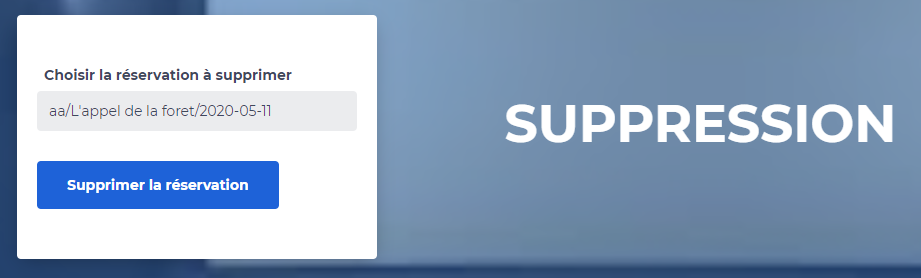 Choisir la réservation à supprimer
aa/L'appel de la foret/2020-05-11
Supprimer la réservation
SUPPRESSION